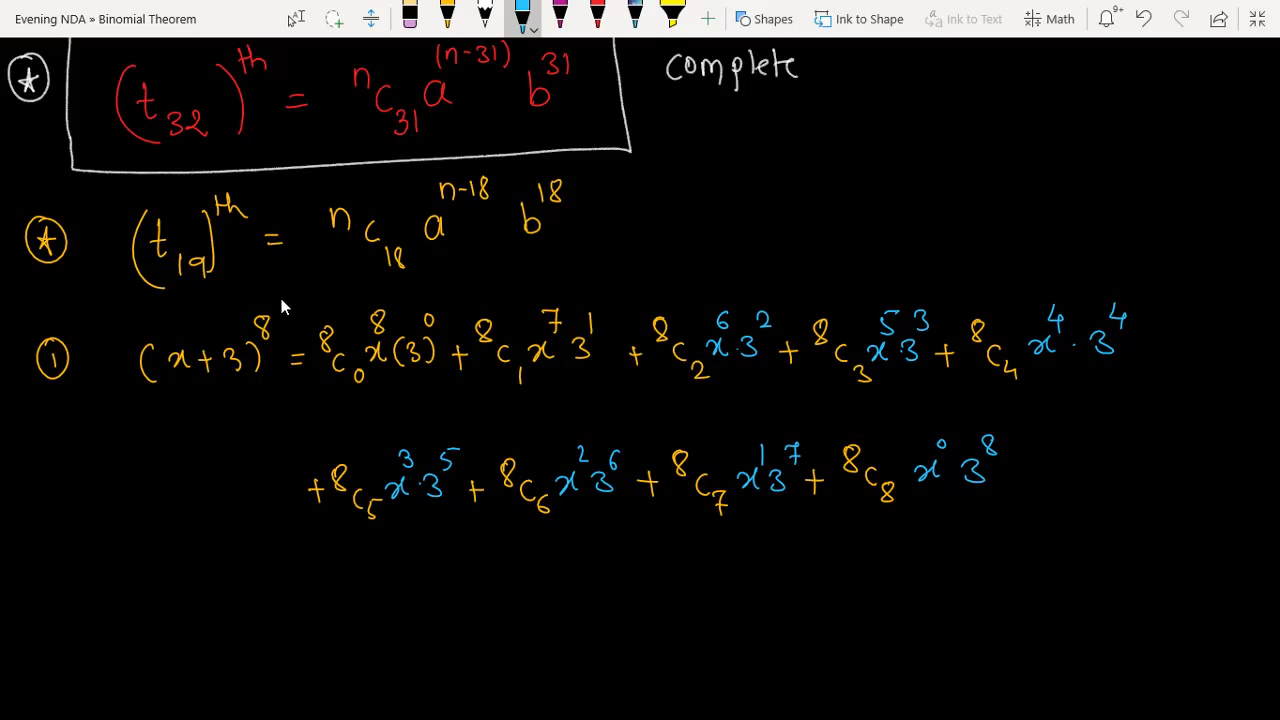 Evening NDA » Binomial Theorem
Shapes Ink to Shape Ink to Text Math 9+
(t₃₂)ᵗʰ = ⁿC₃₁ a⁽ⁿ⁻³¹⁾ b³¹ complete
(t₁₉)ᵗʰ = ⁿC₁₈ aⁿ⁻¹⁸ b¹⁸
① (x+3)⁸ = ⁸C₀ x⁸(3)⁰ + ⁸C₁ x⁷ 3¹ + ⁸C₂ x⁶·3² + ⁸C₃ x⁵·3³ + ⁸C₄ x⁴·3⁴
+ ⁸C₅ x³·3⁵ + ⁸C₆ x² 3⁶ + ⁸C₇ x¹ 3⁷ + ⁸C₈ x⁰ 3⁸